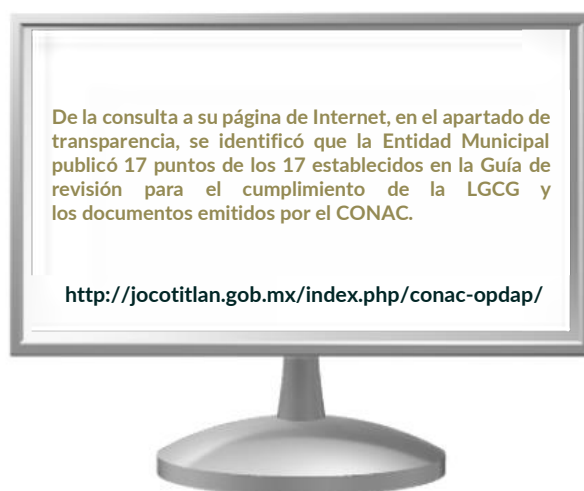 De la consulta a su página de Internet, en el apartado de
transparencia, se identificó que la Entidad Municipal
publicó 17 puntos de los 17 establecidos en la Guía de
revisión para el cumplimiento de la LGCG y
los documentos emitidos por el CONAC.
http://jocotitlan.gob.mx/index.php/conac-opdap/